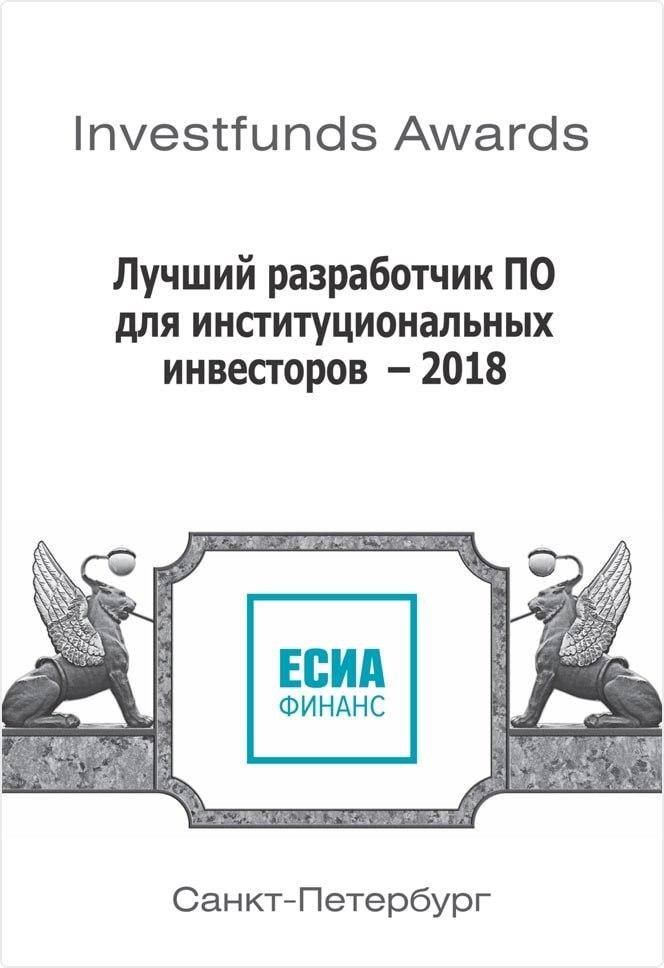 Investfunds Awards
Лучший разработчик ПО
для институциональных
инвесторов – 2018
ЕСИА
ФИНАНС
Санкт-Петербург